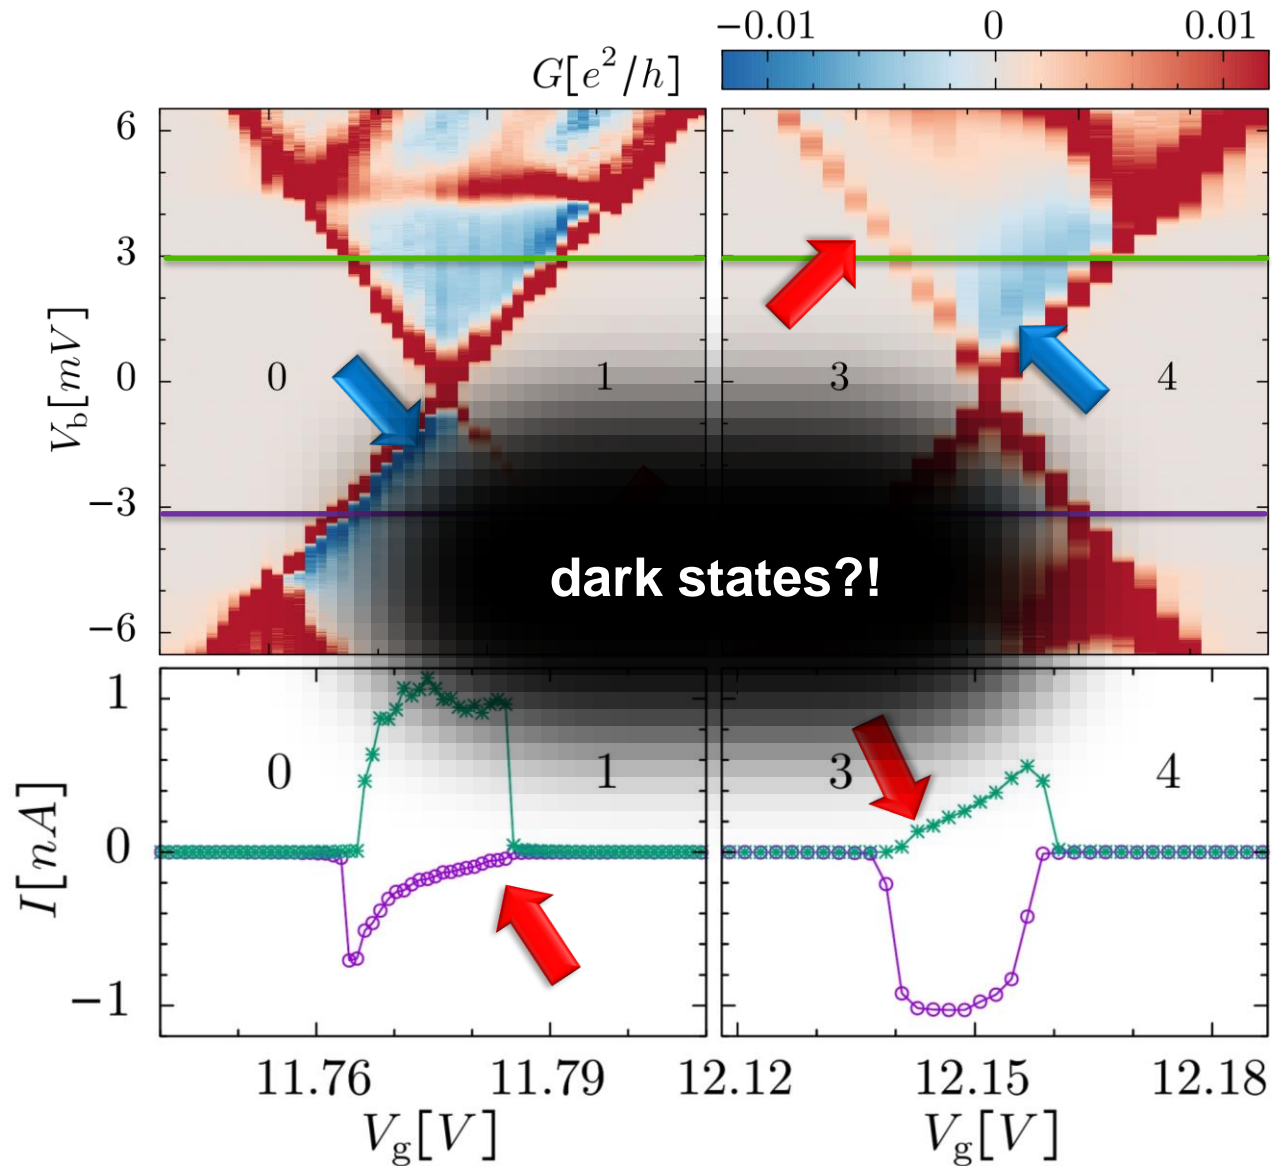 −0.01 0 0.01
G[e²/h]
6
3
0
−3
−6
V_b[mV]
0 1 3 4
dark states?!
1
0
−1
I[nA]
0 1 3 4
11.76 11.79 12.12 12.15 12.18
V_g[V] V_g[V]